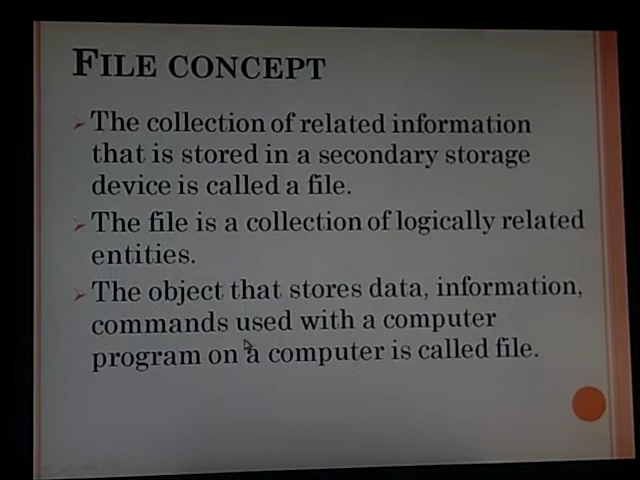 FILE CONCEPT
The collection of related information
that is stored in a secondary storage
device is called a file.
The file is a collection of logically related
entities.
The object that stores data, information,
commands used with a computer
program on a computer is called file.